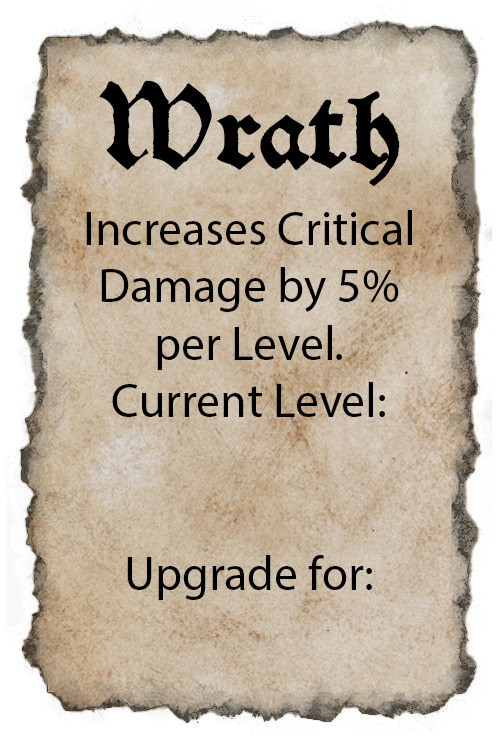 Wrath
Increases Critical
Damage by 5%
per Level.
Current Level:
Upgrade for: